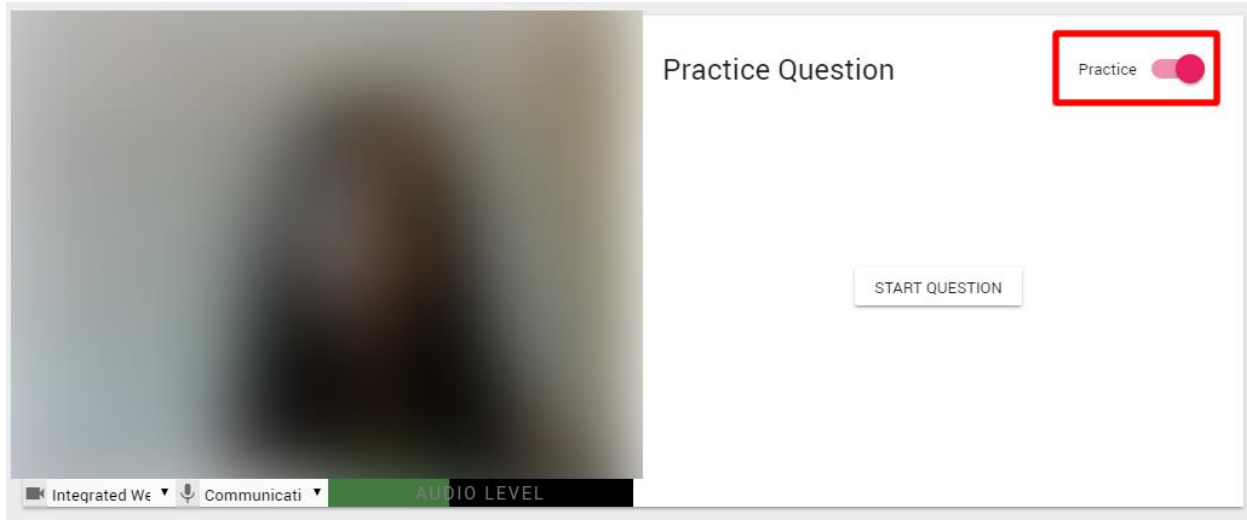 Practice Question
Practice
START QUESTION
Integrated We
Communicati
AUDIO LEVEL